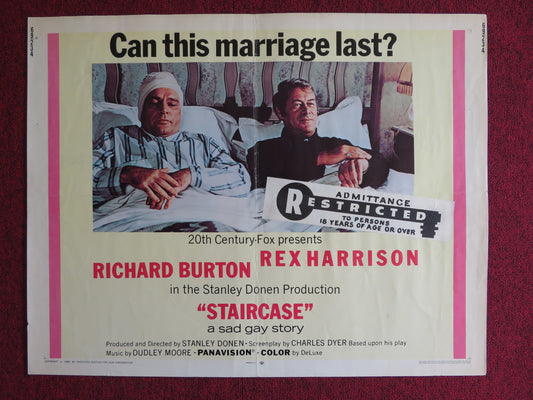 Can this marriage last?
ADMITTANCE
RESTRICTED
TO PERSONS
18 YEARS OF AGE OR OVER
20th Century-Fox presents
RICHARD BURTON REX HARRISON
in the Stanley Donen Production
"STAIRCASE"
a sad gay story
Produced and Directed by STANLEY DONEN · Screenplay by CHARLES DYER Based upon his play
Music by DUDLEY MOORE · PANAVISION® · COLOR by DeLuxe